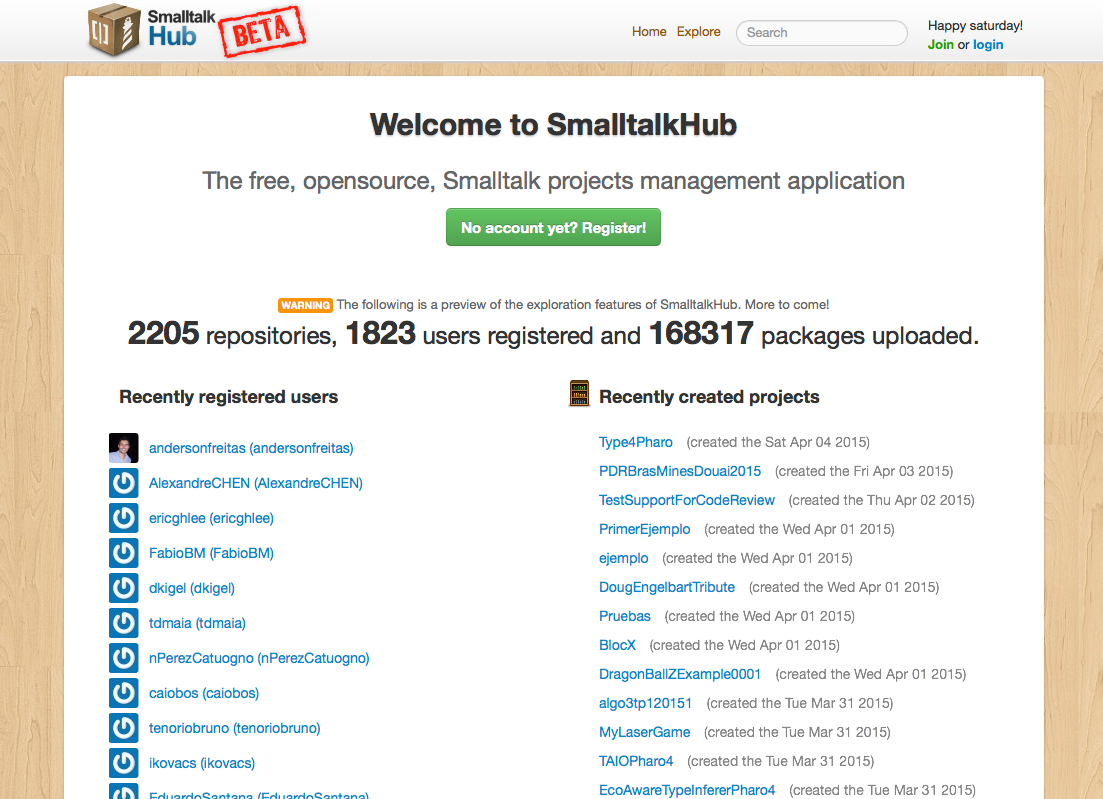 Smalltalk
Hub
BETA
Home Explore Search
Happy saturday!
Join or login
Welcome to SmalltalkHub
The free, opensource, Smalltalk projects management application
No account yet? Register!
WARNING The following is a preview of the exploration features of SmalltalkHub. More to come!
2205 repositories, 1823 users registered and 168317 packages uploaded.
Recently registered users
andersonfreitas (andersonfreitas)
AlexandreCHEN (AlexandreCHEN)
ericghlee (ericghlee)
FabioBM (FabioBM)
dkigel (dkigel)
tdmaia (tdmaia)
nPerezCatuogno (nPerezCatuogno)
caiobos (caiobos)
tenoriobruno (tenoriobruno)
ikovacs (ikovacs)
EduardoSantana (EduardoSantana)
Recently created projects
Type4Pharo (created the Sat Apr 04 2015)
PDRBrasMinesDouai2015 (created the Fri Apr 03 2015)
TestSupportForCodeReview (created the Thu Apr 02 2015)
PrimerEjemplo (created the Wed Apr 01 2015)
ejemplo (created the Wed Apr 01 2015)
DougEngelbartTribute (created the Wed Apr 01 2015)
Pruebas (created the Wed Apr 01 2015)
BlocX (created the Wed Apr 01 2015)
DragonBallZExample0001 (created the Wed Apr 01 2015)
algo3tp120151 (created the Tue Mar 31 2015)
MyLaserGame (created the Tue Mar 31 2015)
TAIOPharo4 (created the Tue Mar 31 2015)
EcoAwareTypeInfererPharo4 (created the Tue Mar 31 2015)